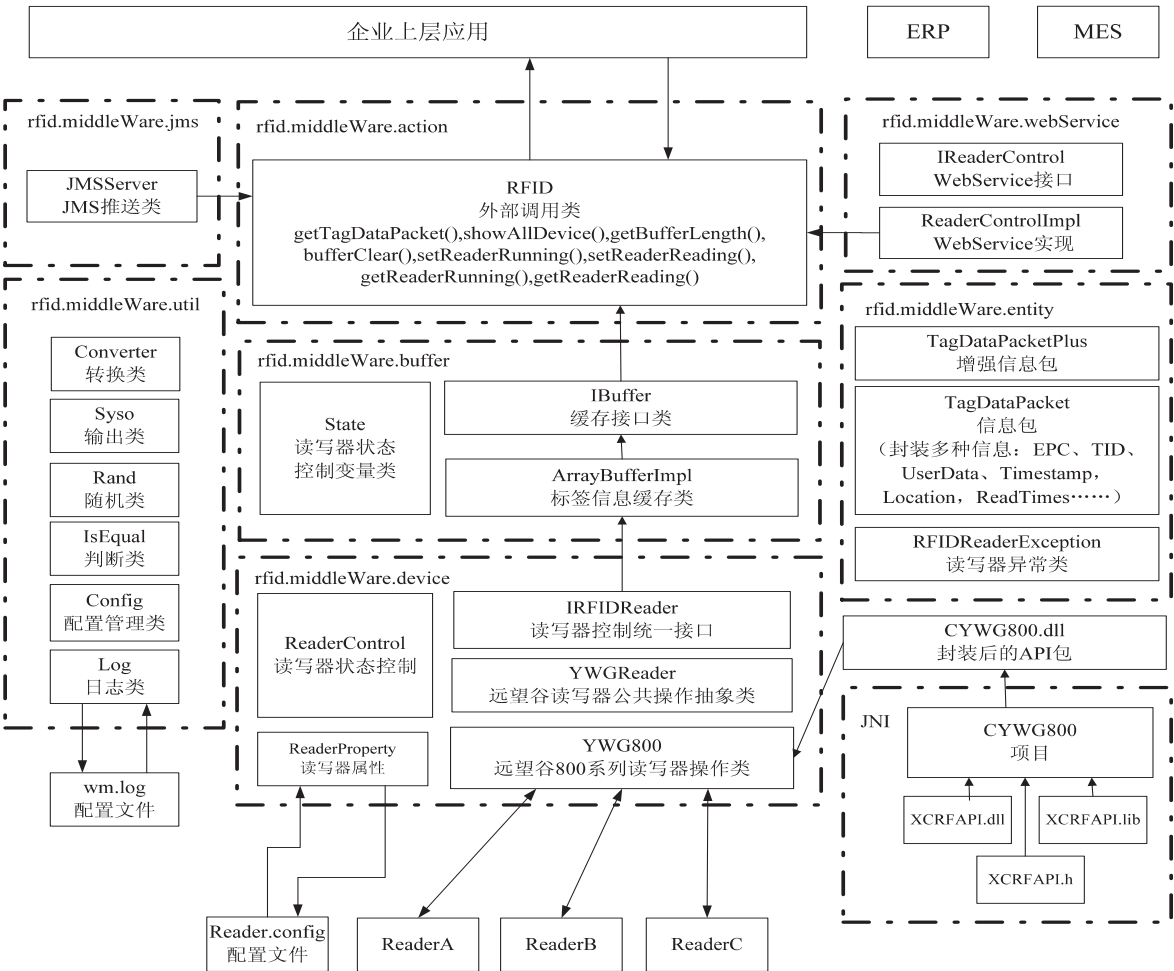 企业上层应用
ERP
MES
rfid.middleWare.jms
JMSServer
JMS推送类
rfid.middleWare.action
RFID
外部调用类
getTagDataPacket(),showAllDevice(),getBufferLength(),
bufferClear(),setReaderRunning(),setReaderReading(),
getReaderRunning(),getReaderReading()
rfid.middleWare.webService
IReaderControl
WebService接口
ReaderControlImpl
WebService实现
rfid.middleWare.util
Converter
转换类
Syso
输出类
Rand
随机类
IsEqual
判断类
Config
配置管理类
Log
日志类
wm.log
配置文件
rfid.middleWare.buffer
State
读写器状态
控制变量类
IBuffer
缓存接口类
ArrayBufferImpl
标签信息缓存类
rfid.middleWare.entity
TagDataPacketPlus
增强信息包
TagDataPacket
信息包
（封装多种信息：EPC、TID、
UserData、Timestamp，
Location，ReadTimes……）
RFIDReaderException
读写器异常类
rfid.middleWare.device
ReaderControl
读写器状态控制
IRFIDReader
读写器控制统一接口
YWGReader
远望谷读写器公共操作抽象类
ReaderProperty
读写器属性
YWG800
远望谷800系列读写器操作类
CYWG800.dll
封装后的API包
JNI
CYWG800
项目
XCRFAPI.dll
XCRFAPI.lib
XCRFAPI.h
Reader.config
配置文件
ReaderA
ReaderB
ReaderC